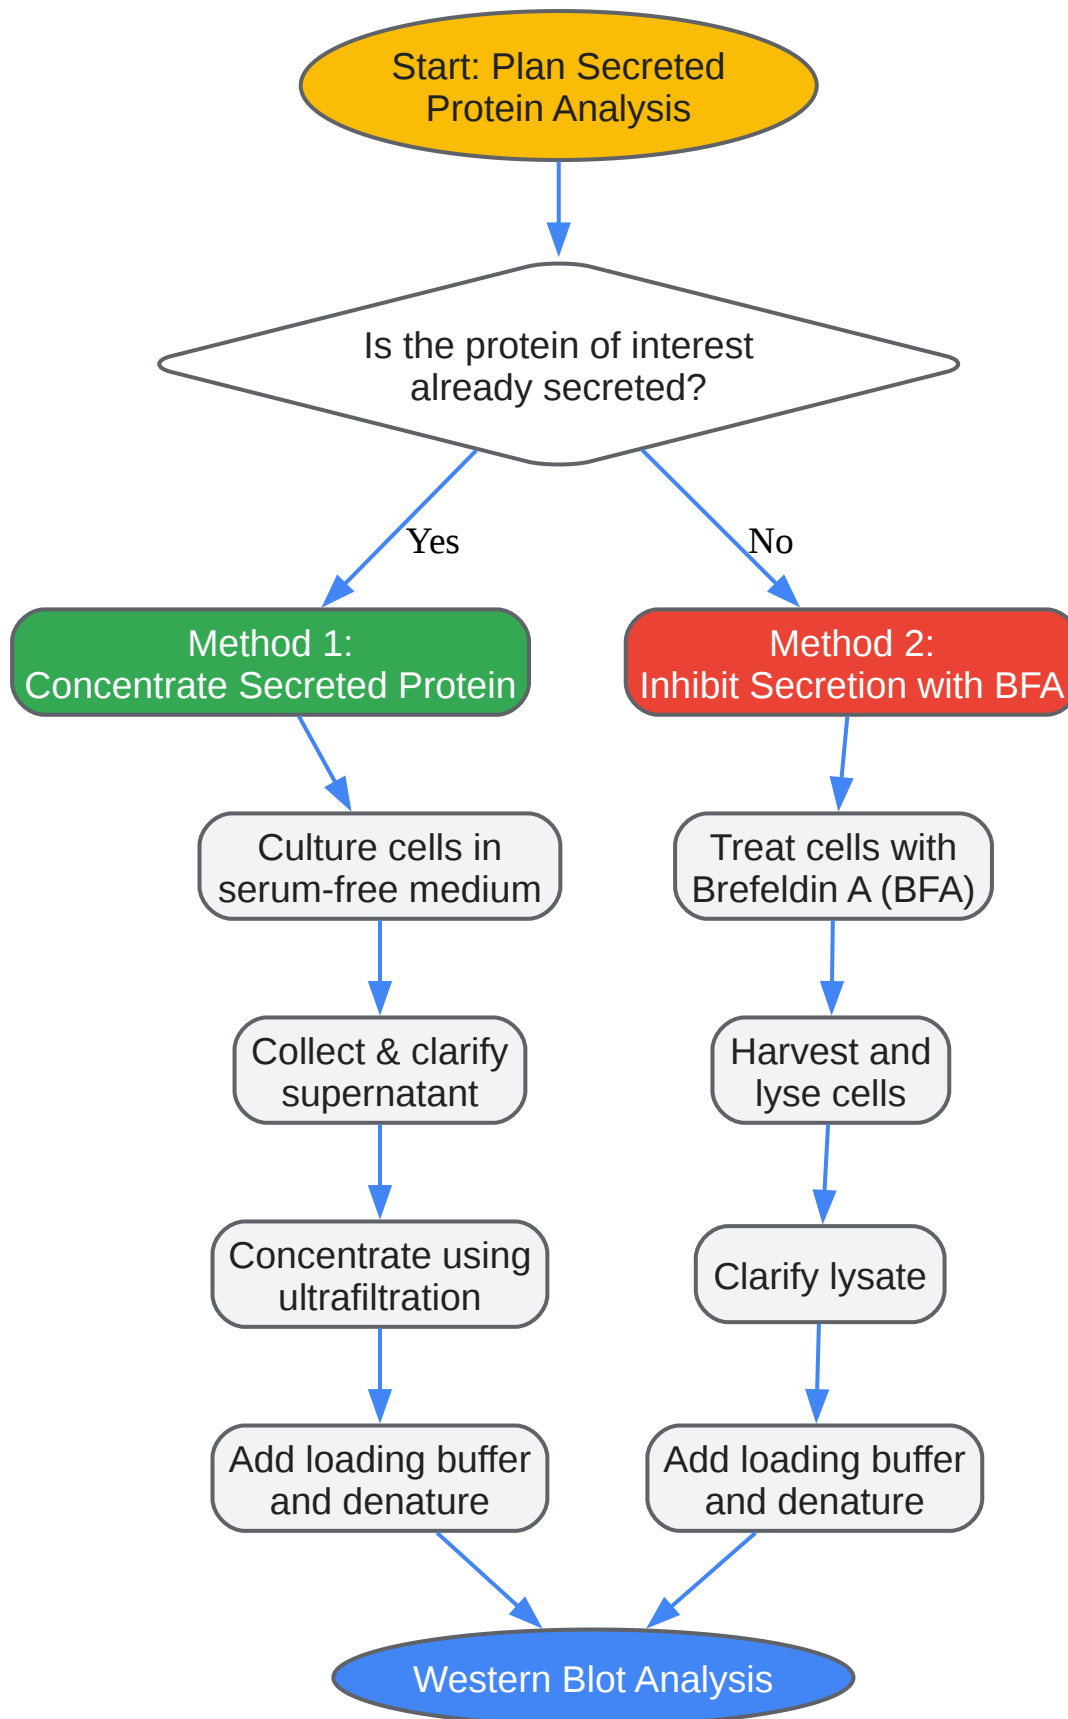 Start: Plan Secreted
Protein Analysis
Is the protein of interest
already secreted?
Yes
No
Method 1:
Concentrate Secreted Protein
Method 2:
Inhibit Secretion with BFA
Culture cells in
serum-free medium
Treat cells with
Brefeldin A (BFA)
Collect & clarify
supernatant
Harvest and
lyse cells
Concentrate using
ultrafiltration
Clarify lysate
Add loading buffer
and denature
Add loading buffer
and denature
Western Blot Analysis